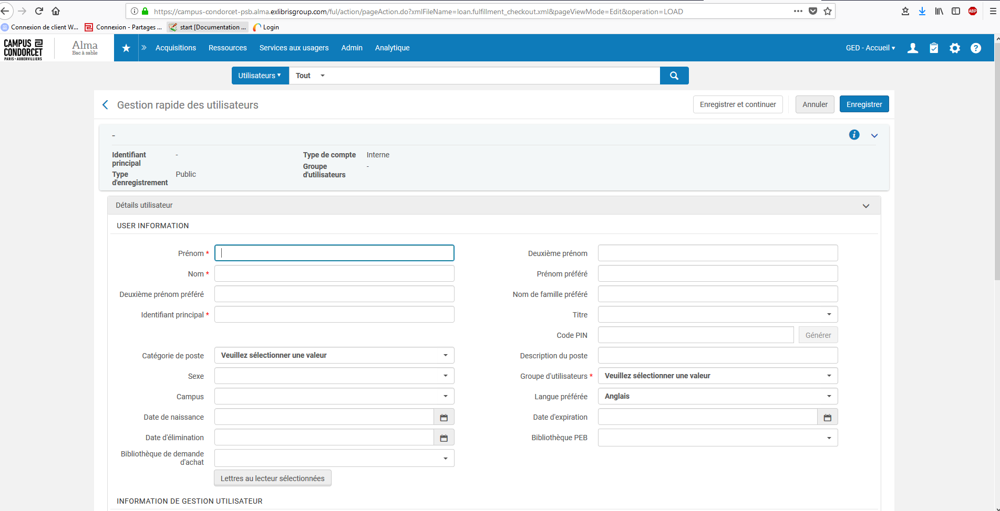 https://campus-condorcet-psb.alma.exlibrisgroup.com/ful/action/pageAction.do?xmlFileName=loan.fulfillment_checkout.xml&pageViewMode=Edit&operation=LOAD
ABP
Connexion de client W... Connexion - Partages ... start [Documentation ... Login
CAMPUS
CONDORCET
PARIS - AUBERVILLIERS
Alma
Bac à sable
Acquisitions Ressources Services aux usagers Admin Analytique GED - Accueil
Utilisateurs Tout
Gestion rapide des utilisateurs Enregistrer et continuer Annuler Enregistrer
-
Identifiant principal - Type de compte Interne
Groupe d'utilisateurs -
Type d'enregistrement Public
Détails utilisateur
USER INFORMATION
Prénom * Deuxième prénom
Nom * Prénom préféré
Deuxième prénom préféré Nom de famille préféré
Identifiant principal * Titre
Code PIN Générer
Catégorie de poste Veuillez sélectionner une valeur Description du poste
Sexe Groupe d'utilisateurs * Veuillez sélectionner une valeur
Campus Langue préférée Anglais
Date de naissance Date d'expiration
Date d'élimination Bibliothèque PEB
Bibliothèque de demande
d'achat
Lettres au lecteur sélectionnées
INFORMATION DE GESTION UTILISATEUR